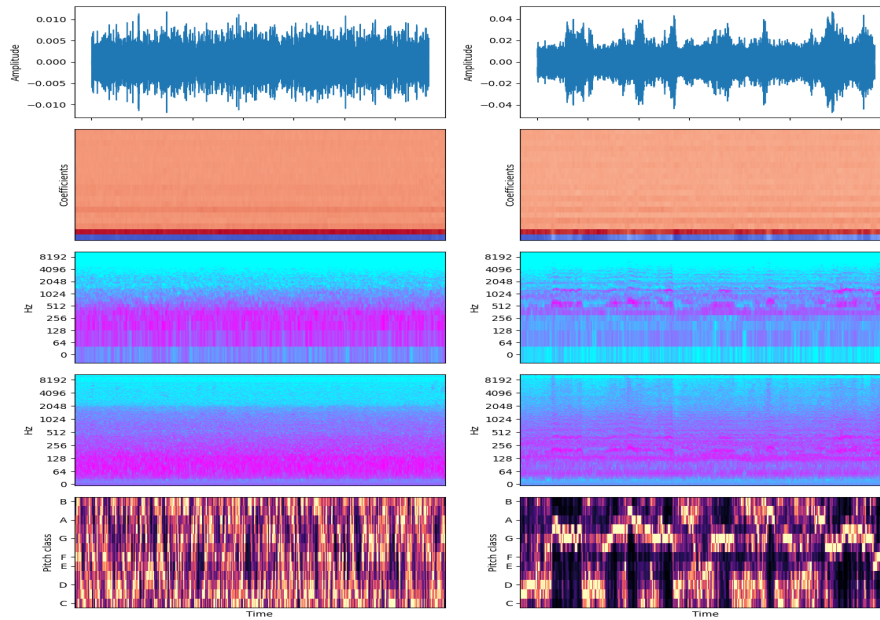 0.010
0.005
0.000
−0.005
−0.010
Amplitude
0.04
0.02
0.00
−0.02
−0.04
Amplitude
Coefficients
Coefficients
8192
4096
2048
1024
512
256
128
64
0
Hz
8192
4096
2048
1024
512
256
128
64
0
Hz
8192
4096
2048
512
256
128
64
0
Hz
8192
4096
2048
512
256
128
64
0
Hz
B
A
G
F
E
D
C
Pitch class
Time
B
A
G
F
E
D
C
Pitch class
Time